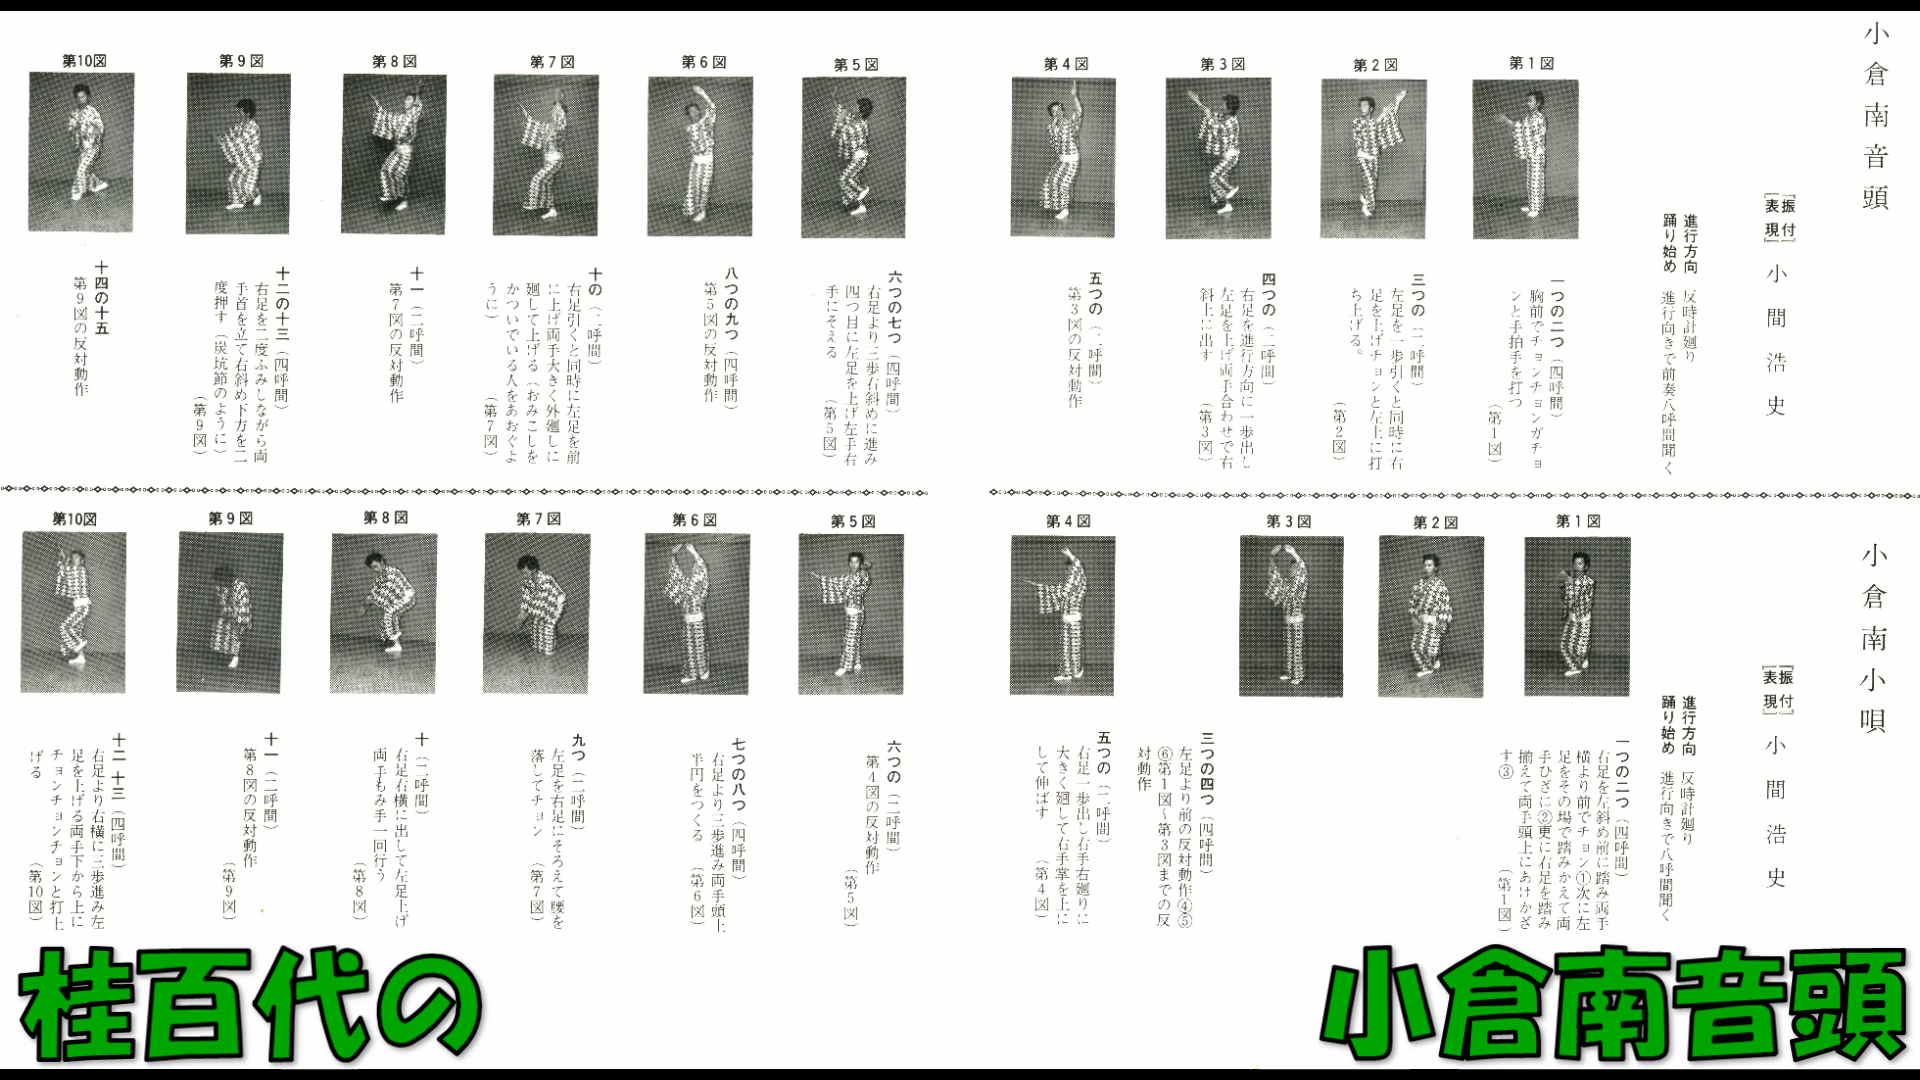 小倉南音頭
［振付
表現］
小間浩史
進行方向　反時計廻り
踊り始め　進行向きで前奏八呼間聞く
第1図
一つの二つ（四呼間）
胸前でチョンチョンガチョ
ンと手拍手を打つ
（第1図）
第2図
三つの（二呼間）
左足を一歩引くと同時に右
足を上げチョンと左上に打
ち上げる。
（第2図）
第3図
四つの（二呼間）
右足を進行方向に一歩出し
左足を上げ両手合わせで右
斜上に出す　（第3図）
第4図
五つの（二呼間）
第3図の反対動作
第5図
六つの七つ（四呼間）
右足より三歩右斜めに進み
四つ目に左足を上げ左手右
手にそえる　（第5図）
第6図
八つの九つ（四呼間）
第5図の反対動作
第7図
十の（二呼間）
右足引くと同時に左足を前
に上げ両手大きく外廻しに
廻して上げる（おみこしを
かついでいる人をあおぐよ
うに）　（第7図）
第8図
十一（二呼間）
第7図の反対動作
第9図
十二の十三（四呼間）
右足を二度ふみしながら両
手首を立て右斜め下方を二
度押す（炭坑節のように）
（第9図）
第10図
十四の十五
第9図の反対動作
小倉南小唄
［振付
表現］
小間浩史
進行方向　反時計廻り
踊り始め　進行向きで八呼間聞く
第1図
第2図
第3図
一つの二つ（四呼間）
右足を左斜め前に踏み両手
横より前でチョン①次に左
足をその場で踏みかえて両
手ひざに②更に右足を踏み
揃えて両手頭上にあけかざ
す③　（第1図）
三つの四つ（四呼間）
左足より前の反対動作④⑤
⑥第1図〜第3図までの反
対動作
第4図
五つの（二呼間）
右足一歩出し右手右廻りに
大きく廻して右手掌を上に
して伸ばす　（第4図）
第5図
六つの（二呼間）
第4図の反対動作
（第5図）
第6図
七つの八つ（四呼間）
右足より三歩進み両手頭上
半円をつくる　（第6図）
第7図
九つ（二呼間）
左足を右足にそろえて腰を
落してチョン　（第7図）
第8図
十（二呼間）
右足右横に出して左足上げ
両手もみ手一回行う
（第8図）
第9図
十一（二呼間）
第8図の反対動作
（第9図）
第10図
十二　十三（四呼間）
右足より右横に三歩進み左
足を上げる両手下から上に
チョンチョンチョンと打上
げる　（第10図）
桂百代の
小倉南音頭